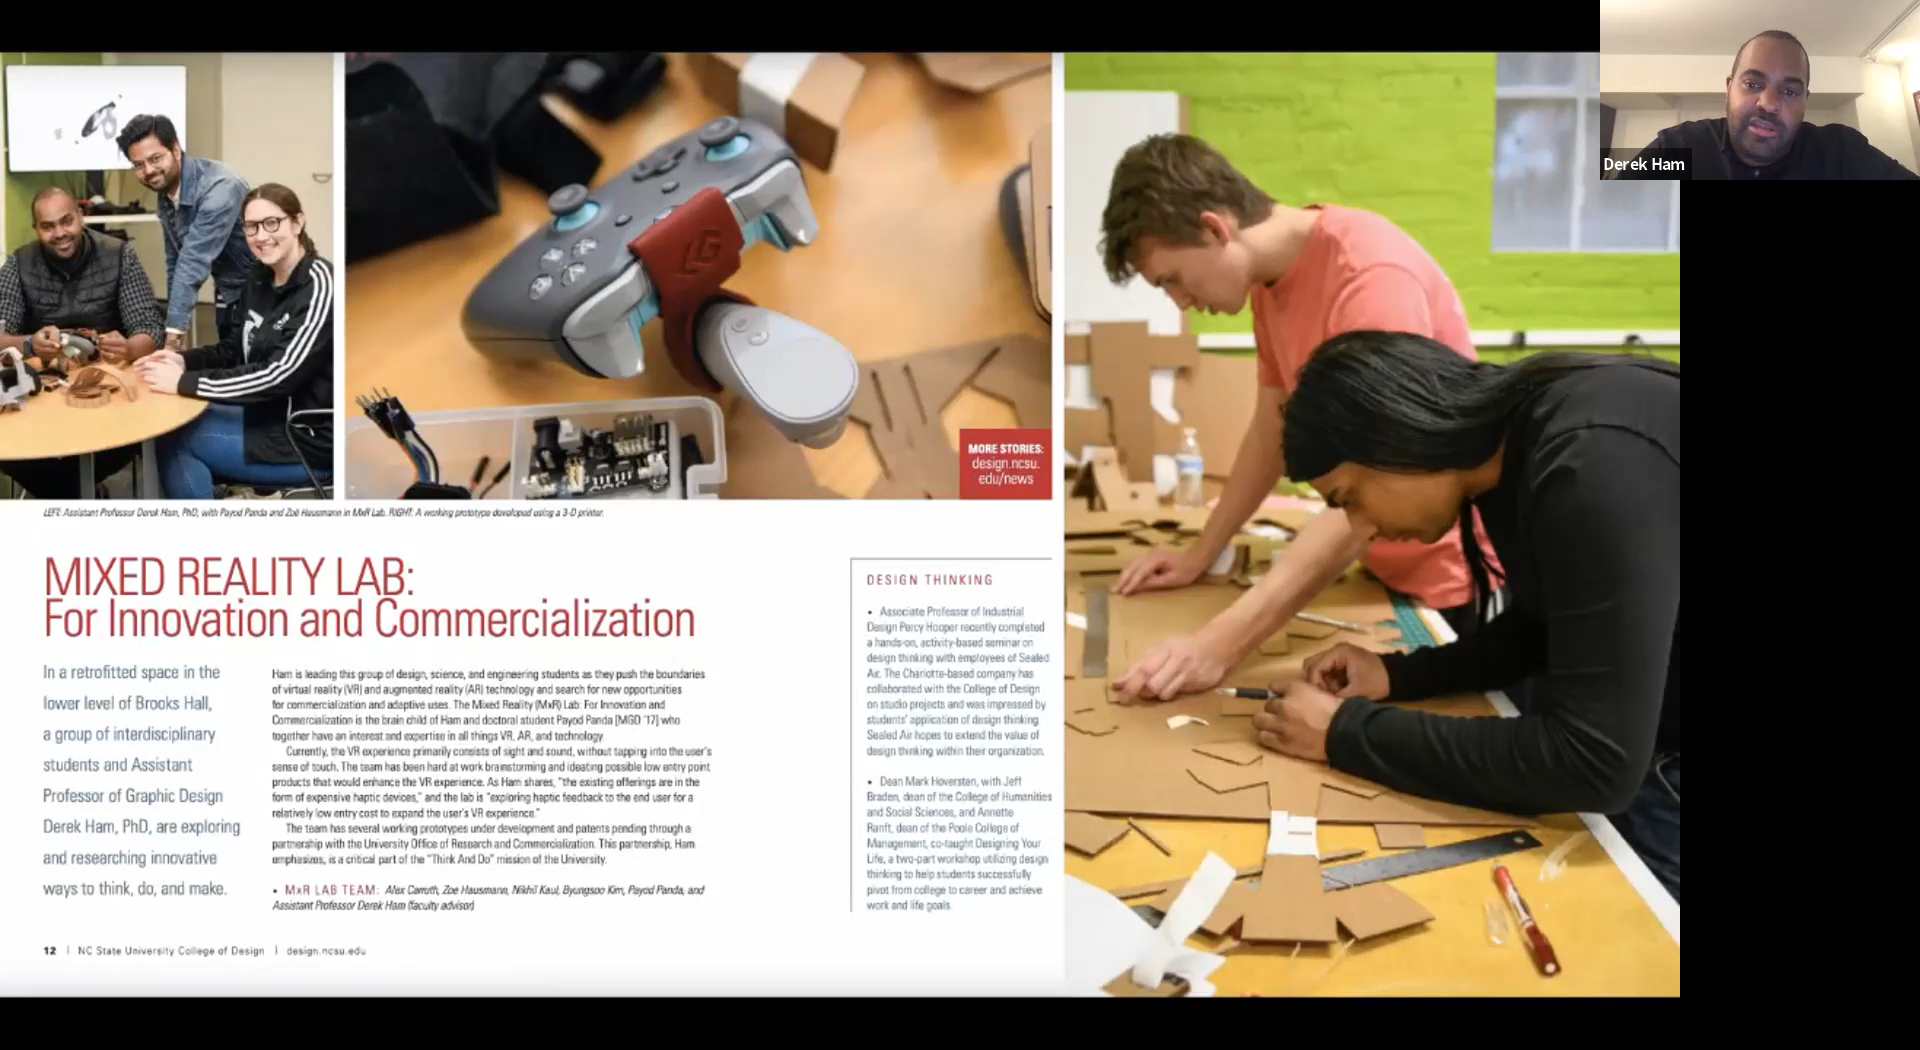 Derek Ham
MORE STORIES:
design.ncsu.
edu/news
LEFT: Assistant Professor Derek Ham, PhD; with Payod Panda and Zoe Hausmann in MxR Lab. RIGHT: A working prototype developed using a 3-D printer.
MIXED REALITY LAB:
For Innovation and Commercialization
In a retrofitted space in the
lower level of Brooks Hall,
a group of interdisciplinary
students and Assistant
Professor of Graphic Design
Derek Ham, PhD, are exploring
and researching innovative
ways to think, do, and make.
Ham is leading this group of design, science, and engineering students as they push the boundaries
of virtual reality (VR) and augmented reality (AR) technology and search for new opportunities
for commercialization and adaptive uses. The Mixed Reality (MxR) Lab: For Innovation and
Commercialization is the brain child of Ham and doctoral student Payod Panda [MGD '17] who
together have an interest and expertise in all things VR, AR, and technology.
Currently, the VR experience primarily consists of sight and sound, without tapping into the user's
sense of touch. The team has been hard at work brainstorming and ideating possible low entry point
products that would enhance the VR experience. As Ham shares, "the existing offerings are in the
form of expensive haptic devices," and the lab is "exploring haptic feedback to the end user for a
relatively low entry cost to expand the user's VR experience."
The team has several working prototypes under development and patents pending through a
partnership with the University Office of Research and Commercialization. This partnership, Ham
emphasizes, is a critical part of the "Think And Do" mission of the University.
• MxR LAB TEAM: Alex Carruth, Zoe Hausmann, Nikhil Kaul, Byungsoo Kim, Payod Panda, and
Assistant Professor Derek Ham (faculty advisor)
DESIGN THINKING
• Associate Professor of Industrial
Design Percy Hooper recently completed
a hands-on, activity-based seminar on
design thinking with employees of Sealed
Air. The Charlotte-based company has
collaborated with the College of Design
on studio projects and was impressed by
students' application of design thinking.
Sealed Air hopes to extend the value of
design thinking within their organization.
• Dean Mark Hoversten, with Jeff
Braden, dean of the College of Humanities
and Social Sciences, and Annette
Ranft, dean of the Poole College of
Management, co-taught Designing Your
Life, a two-part workshop utilizing design
thinking to help students successfully
pivot from college to career and achieve
work and life goals.
12 | NC State University College of Design | design.ncsu.edu